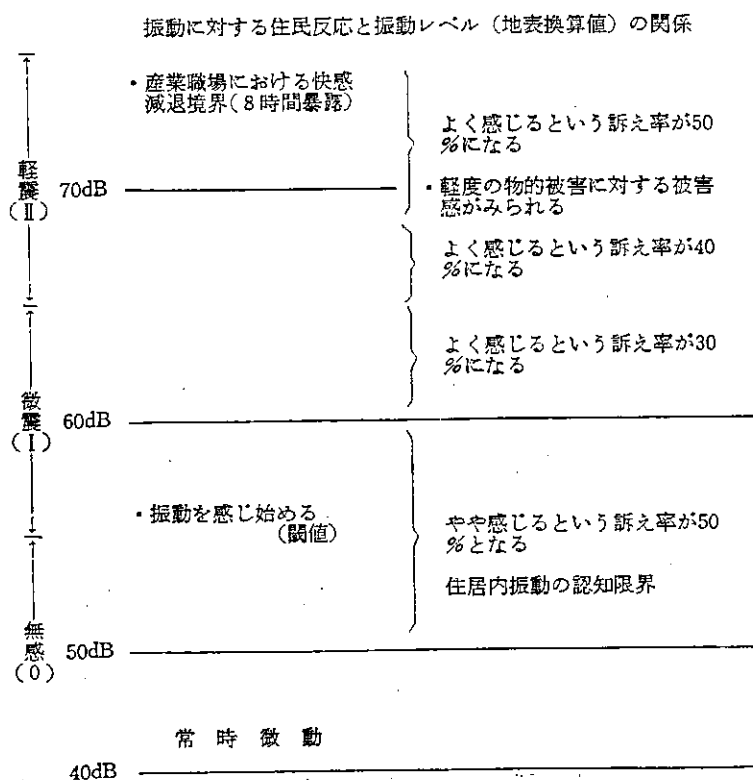 振動に対する住民反応と振動レベル（地表換算値）の関係
・産業職場における快感
減退境界(８時間暴露)
よく感じるという訴え率が50
％になる
軽震
(Ⅱ)
70dB
・軽度の物的被害に対する被害
感がみられる
よく感じるという訴え率が40
％になる
よく感じるという訴え率が30
％になる
微震
(Ⅰ)
60dB
・振動を感じ始める
(閾値)
やや感じるという訴え率が50
％となる
住居内振動の認知限界
無感
(０)
50dB
常時微動
40dB